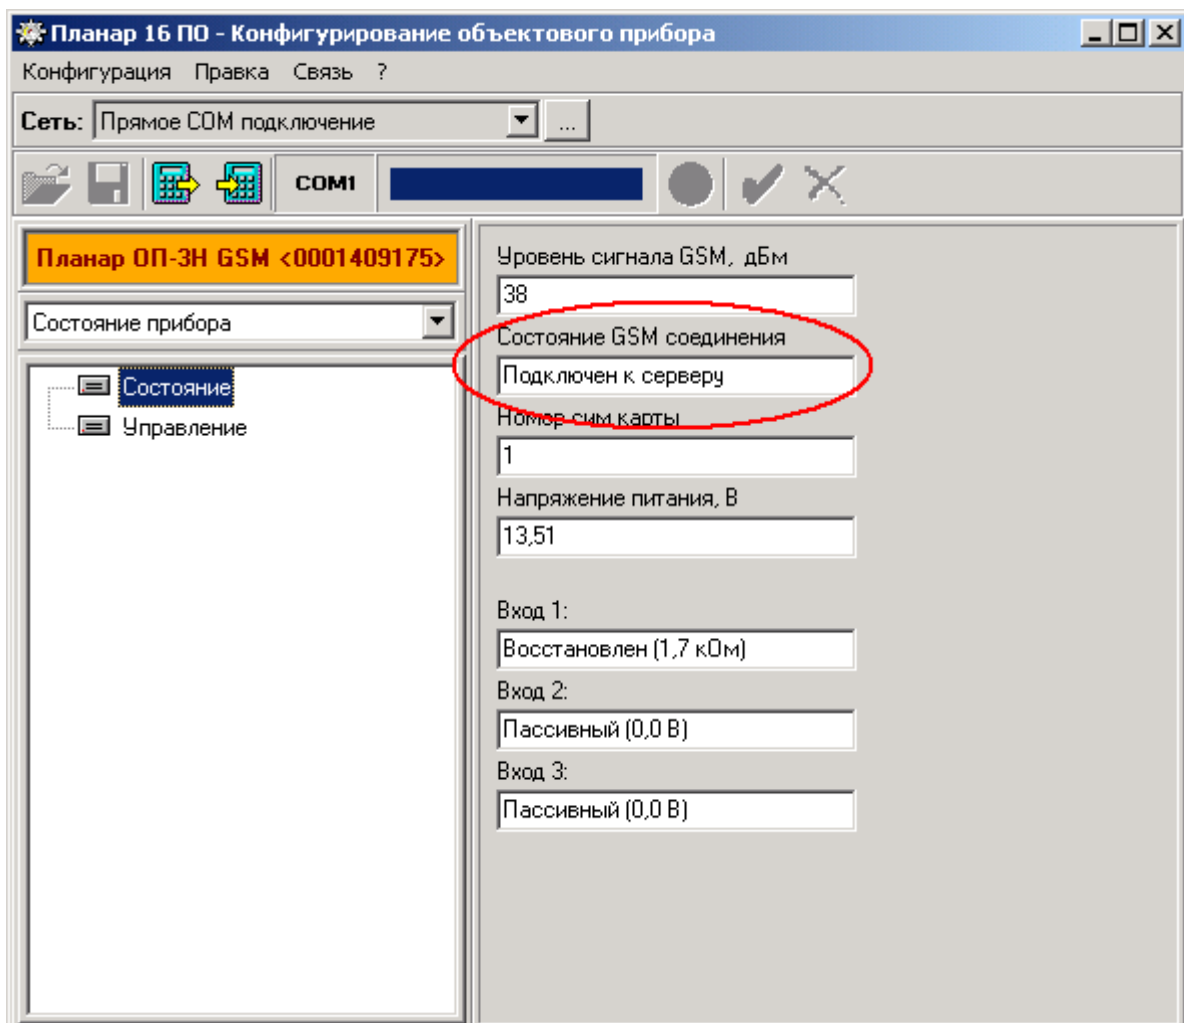 Планар 16 ПО - Конфигурирование объектового прибора
Конфигурация Правка Связь ?
Сеть: Прямое COM подключение ...
COM1
Планар ОП-3Н GSM <0001409175>
Состояние прибора
Состояние
Управление
Уровень сигнала GSM, дБм
38
Состояние GSM соединения
Подключен к серверу
Номер сим карты
1
Напряжение питания, В
13,51
Вход 1:
Восстановлен (1,7 кОм)
Вход 2:
Пассивный (0,0 В)
Вход 3:
Пассивный (0,0 В)